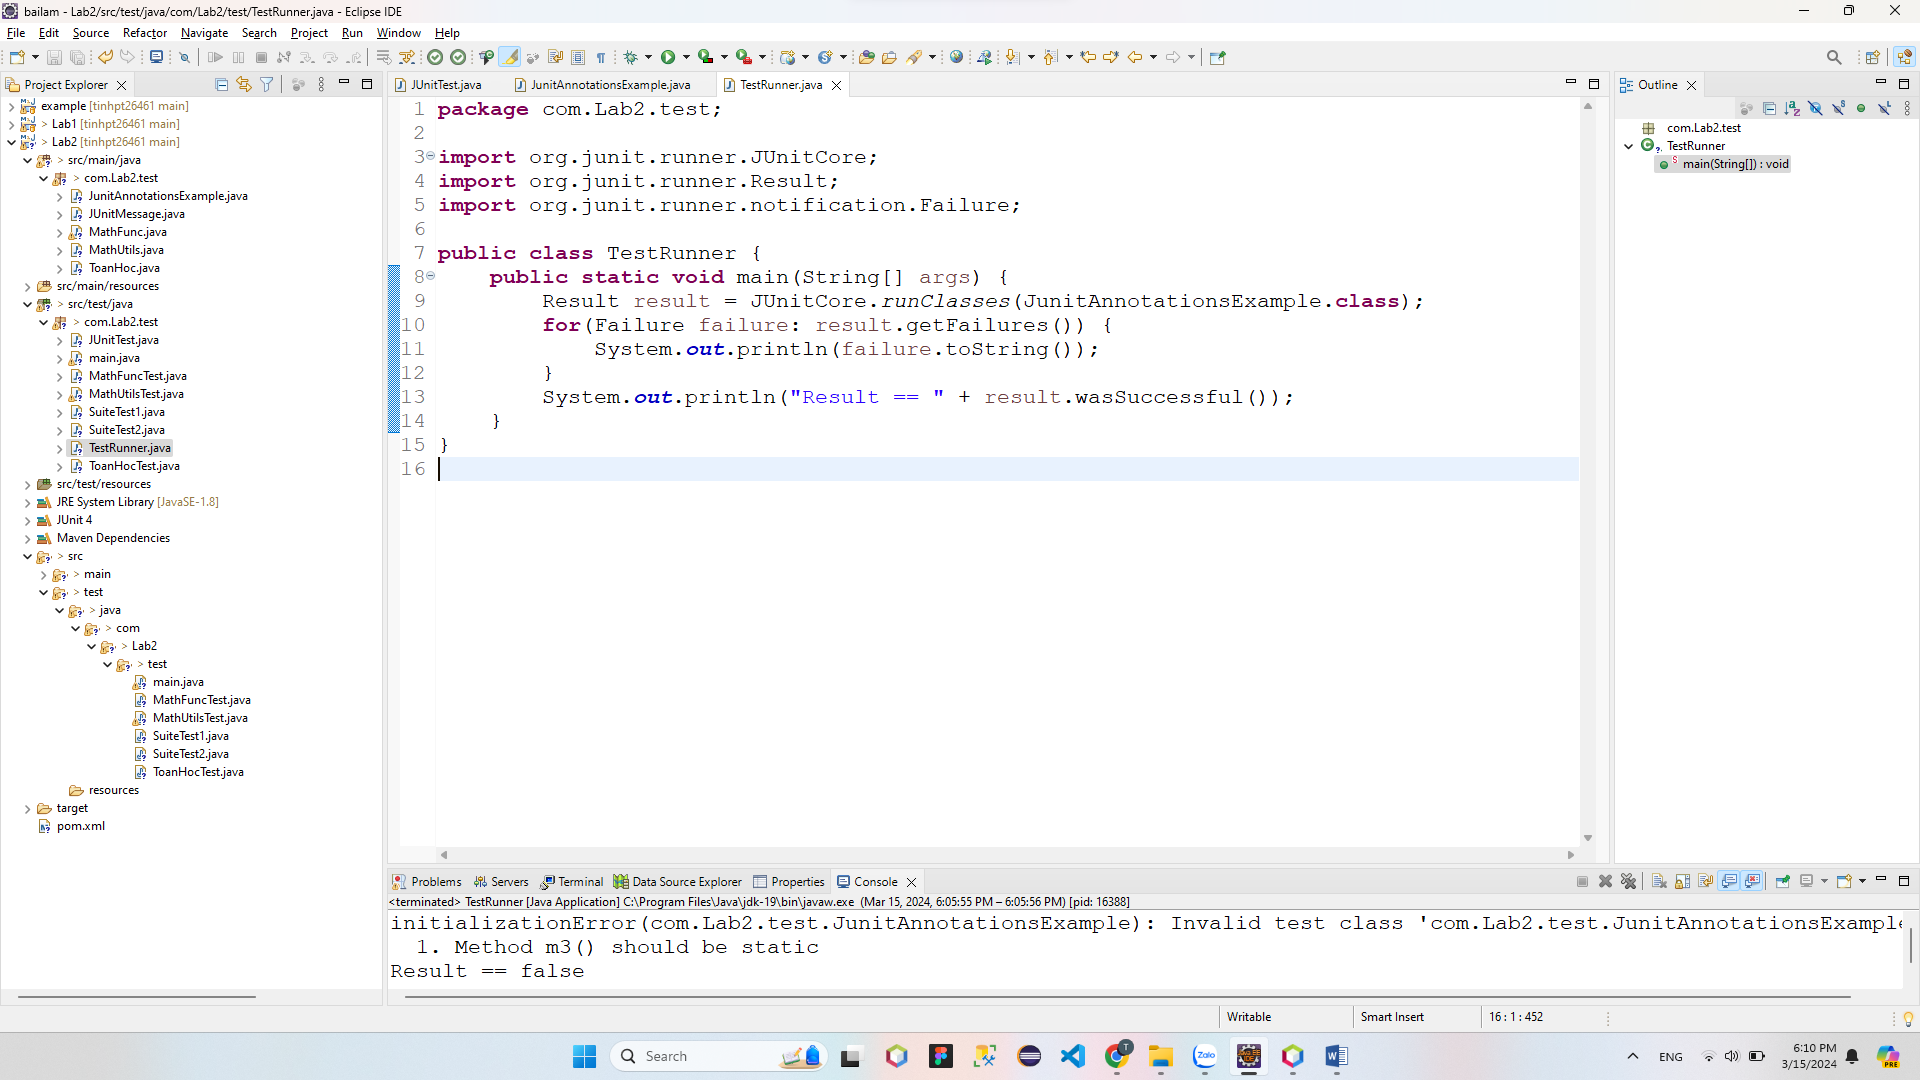 bailam - Lab2/src/test/java/com/Lab2/test/TestRunner.java - Eclipse IDE
File Edit Source Refactor Navigate Search Project Run Window Help
Project Explorer
example [tinhpt26461 main]
> Lab1 [tinhpt26461 main]
> Lab2 [tinhpt26461 main]
> src/main/java
> com.Lab2.test
JunitAnnotationsExample.java
JUnitMessage.java
MathFunc.java
MathUtils.java
ToanHoc.java
src/main/resources
> src/test/java
> com.Lab2.test
JUnitTest.java
main.java
MathFuncTest.java
MathUtilsTest.java
SuiteTest1.java
SuiteTest2.java
TestRunner.java
ToanHocTest.java
src/test/resources
JRE System Library [JavaSE-1.8]
JUnit 4
Maven Dependencies
> src
> main
> test
> java
> com
> Lab2
> test
main.java
MathFuncTest.java
MathUtilsTest.java
SuiteTest1.java
SuiteTest2.java
ToanHocTest.java
resources
target
pom.xml
JUnitTest.java JunitAnnotationsExample.java TestRunner.java
1 package com.Lab2.test;
2
3 import org.junit.runner.JUnitCore;
4 import org.junit.runner.Result;
5 import org.junit.runner.notification.Failure;
6
7 public class TestRunner {
8 public static void main(String[] args) {
9 Result result = JUnitCore.runClasses(JunitAnnotationsExample.class);
10 for(Failure failure: result.getFailures()) {
11 System.out.println(failure.toString());
12 }
13 System.out.println("Result == " + result.wasSuccessful());
14 }
15 }
16
Outline
com.Lab2.test
TestRunner
main(String[]) : void
Problems Servers Terminal Data Source Explorer Properties Console
<terminated> TestRunner [Java Application] C:\Program Files\Java\jdk-19\bin\javaw.exe (Mar 15, 2024, 6:05:55 PM – 6:05:56 PM) [pid: 16388]
initializationError(com.Lab2.test.JunitAnnotationsExample): Invalid test class 'com.Lab2.test.JunitAnnotationsExample
1. Method m3() should be static
Result == false
Writable Smart Insert 16 : 1 : 452
Search
T
Zalo
ENG
6:10 PM
3/15/2024
PRE